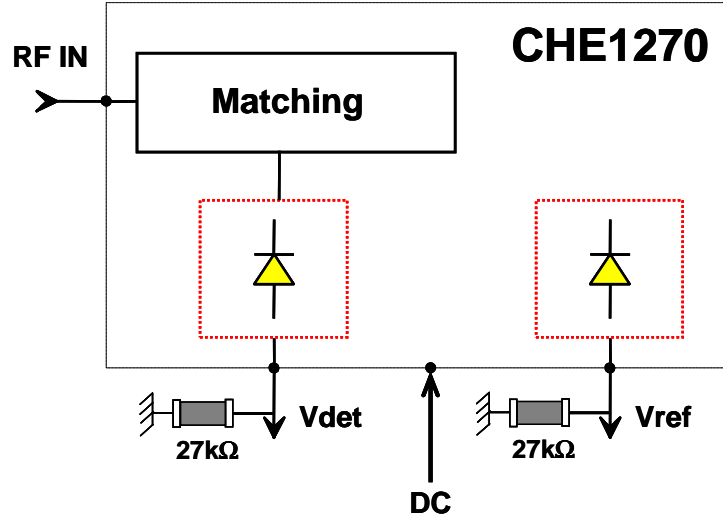 CHE1270
RF IN
Matching
Vdet
Vref
27kΩ
27kΩ
DC